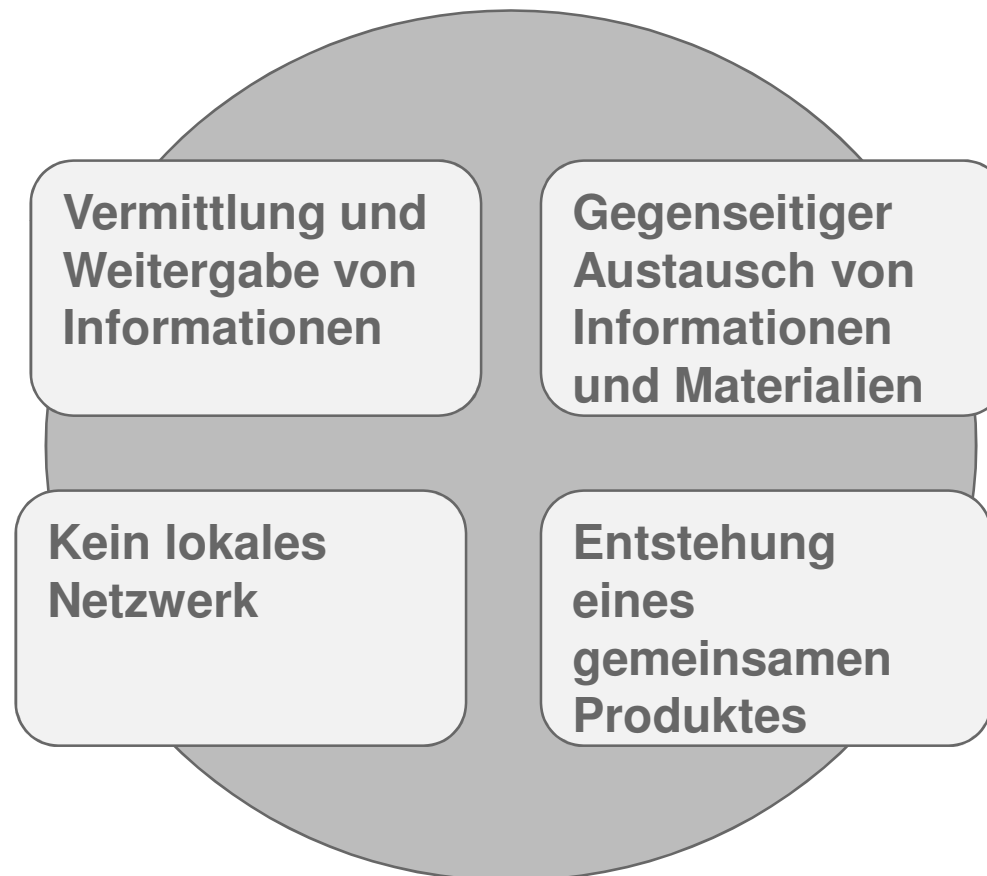 Vermittlung und
Weitergabe von
Informationen
Gegenseitiger
Austausch von
Informationen
und Materialien
Kein lokales
Netzwerk
Entstehung
eines
gemeinsamen
Produktes